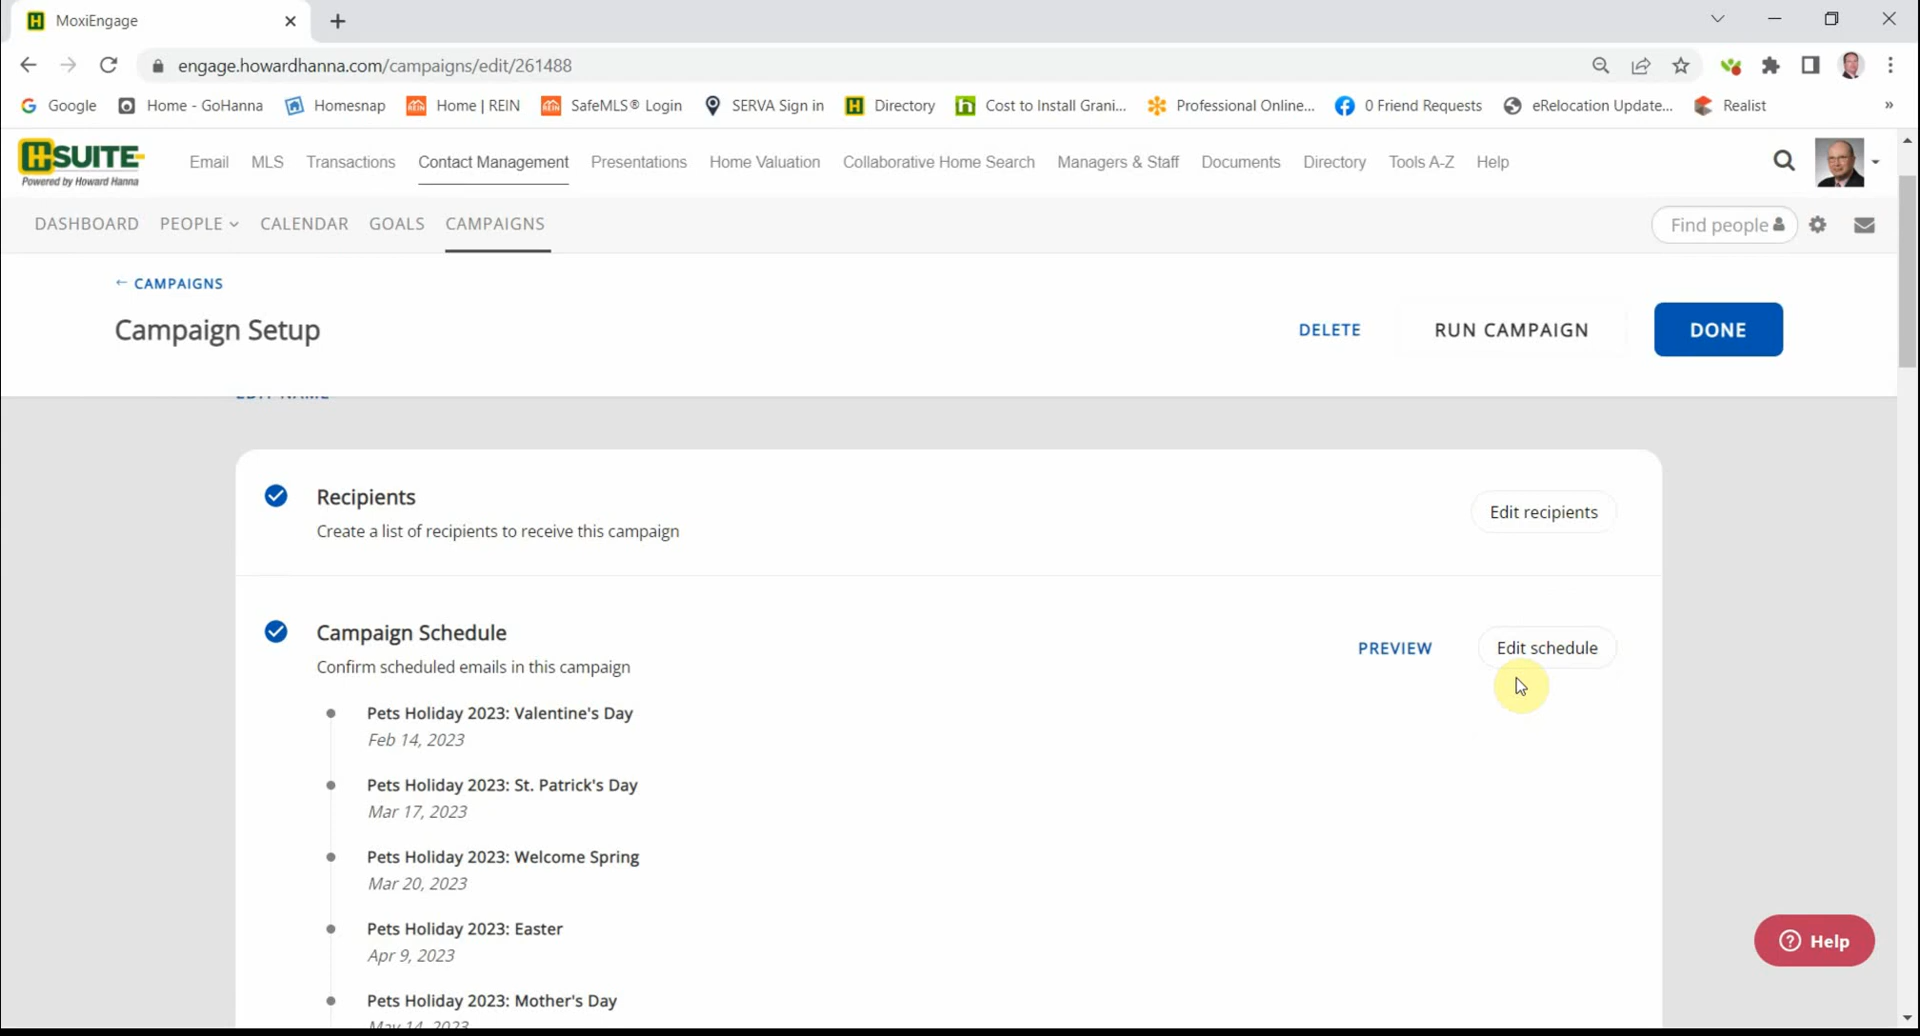 MoxiEngage
engage.howardhanna.com/campaigns/edit/261488
Google Home - GoHanna Homesnap Home | REIN SafeMLS® Login SERVA Sign in Directory Cost to Install Grani... Professional Online... 0 Friend Requests eRelocation Update... Realist »
HSUITE
Powered by Howard Hanna
Email MLS Transactions Contact Management Presentations Home Valuation Collaborative Home Search Managers & Staff Documents Directory Tools A-Z Help
DASHBOARD PEOPLE CALENDAR GOALS CAMPAIGNS Find people
← CAMPAIGNS
Campaign Setup
DELETE RUN CAMPAIGN DONE
EDIT NAME
Recipients
Create a list of recipients to receive this campaign
Edit recipients
Campaign Schedule
Confirm scheduled emails in this campaign
PREVIEW Edit schedule
Pets Holiday 2023: Valentine's Day
Feb 14, 2023
Pets Holiday 2023: St. Patrick's Day
Mar 17, 2023
Pets Holiday 2023: Welcome Spring
Mar 20, 2023
Pets Holiday 2023: Easter
Apr 9, 2023
Pets Holiday 2023: Mother's Day
May 14, 2023
Help